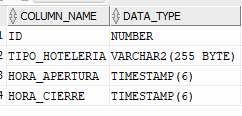 COLUMN_NAME DATA_TYPE
1 ID NUMBER
2 TIPO_HOTELERIA VARCHAR2(255 BYTE)
3 HORA_APERTURA TIMESTAMP(6)
4 HORA_CIERRE TIMESTAMP(6)